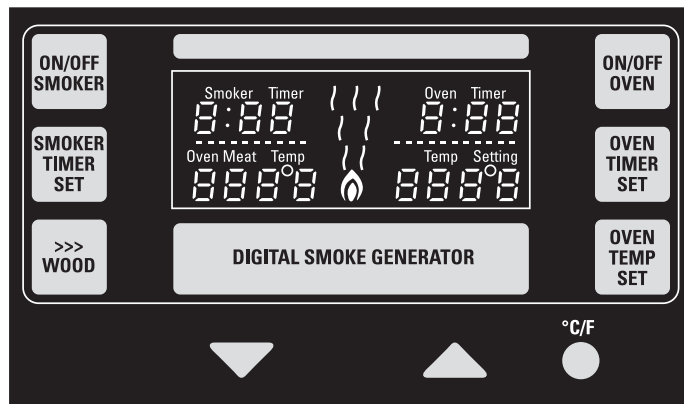 ON/OFF
SMOKER
SMOKER
TIMER
SET
>>>
WOOD
Smoker Timer
8:88
Oven Timer
8:88
Oven Meat Temp
888°8
Temp Setting
888°8
DIGITAL SMOKE GENERATOR
ON/OFF
OVEN
OVEN
TIMER
SET
OVEN
TEMP
SET
°C/F